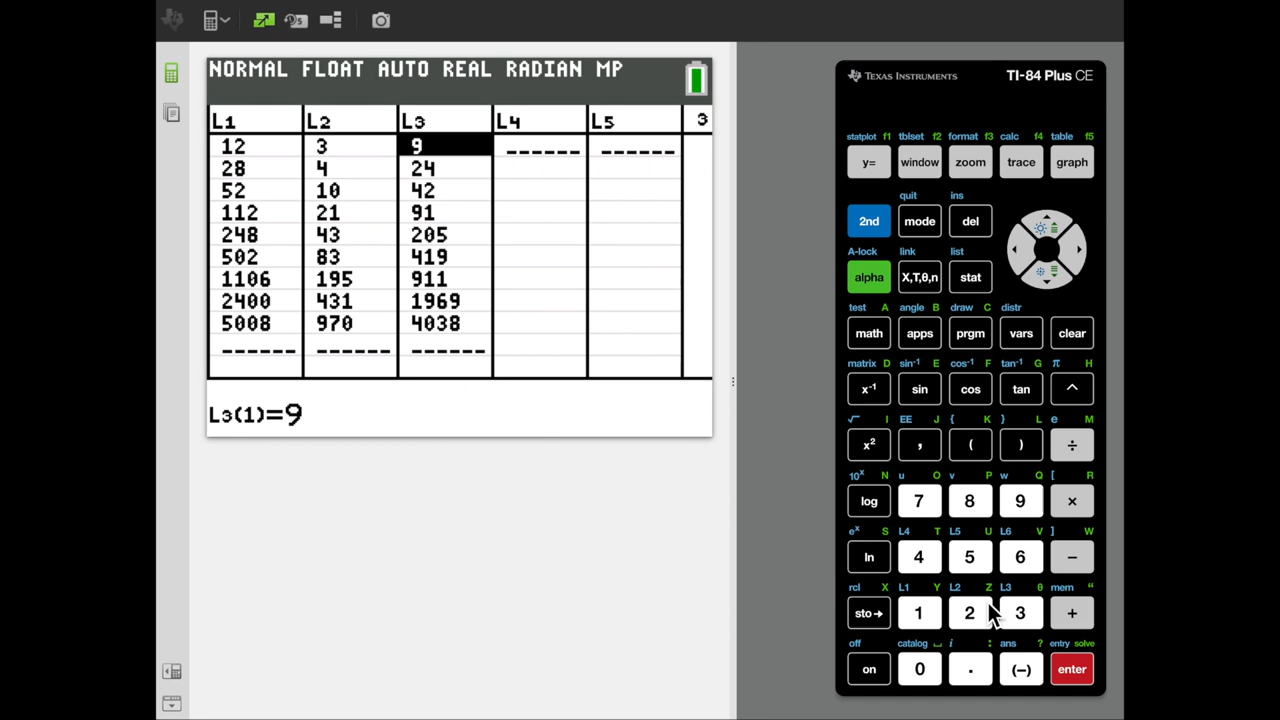 NORMAL FLOAT AUTO REAL RADIAN MP
L1 L2 L3 L4 L5 3
12 3 9 ------ ------
28 4 24
52 10 42
112 21 91
248 43 205
502 83 419
1106 195 911
2400 431 1969
5008 970 4038
------ ------ ------
L3(1)=9
TEXAS INSTRUMENTS TI-84 Plus CE
statplot f1 tblset f2 format f3 calc f4 table f5
y= window zoom trace graph
quit ins
2nd mode del
A-lock link list
alpha X,T,θ,n stat
test A angle B draw C distr
math apps prgm vars clear
matrix D sin-1 E cos-1 F tan-1 G π H
x-1 sin cos tan ^
√ I EE J { K } L e M
x² , ( ) ÷
10x N u O v P w Q [ R
log 7 8 9 ×
ex S L4 T L5 U L6 V ] W
ln 4 5 6 −
rcl X L1 Y L2 Z L3 θ mem “
sto→ 1 2 3 +
off catalog ⎵ i : ans ? entry solve
on 0 . (−) enter